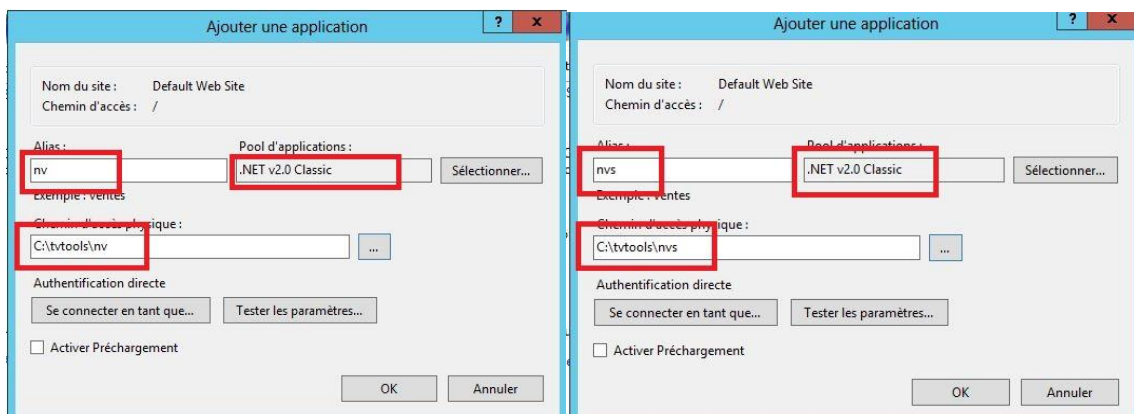 Ajouter une application
? x
Nom du site : Default Web Site
Chemin d'accès : /
Alias : Pool d'applications :
nv .NET v2.0 Classic Sélectionner...
Exemple : ventes
Chemin d'accès physique :
C:\tvtools\nv ...
Authentification directe
Se connecter en tant que... Tester les paramètres...
Activer Préchargement
OK Annuler
Ajouter une application
? x
Nom du site : Default Web Site
Chemin d'accès : /
Alias : Pool d'applications :
nvs .NET v2.0 Classic Sélectionner...
Exemple : ventes
Chemin d'accès physique :
C:\tvtools\nvs ...
Authentification directe
Se connecter en tant que... Tester les paramètres...
Activer Préchargement
OK Annuler